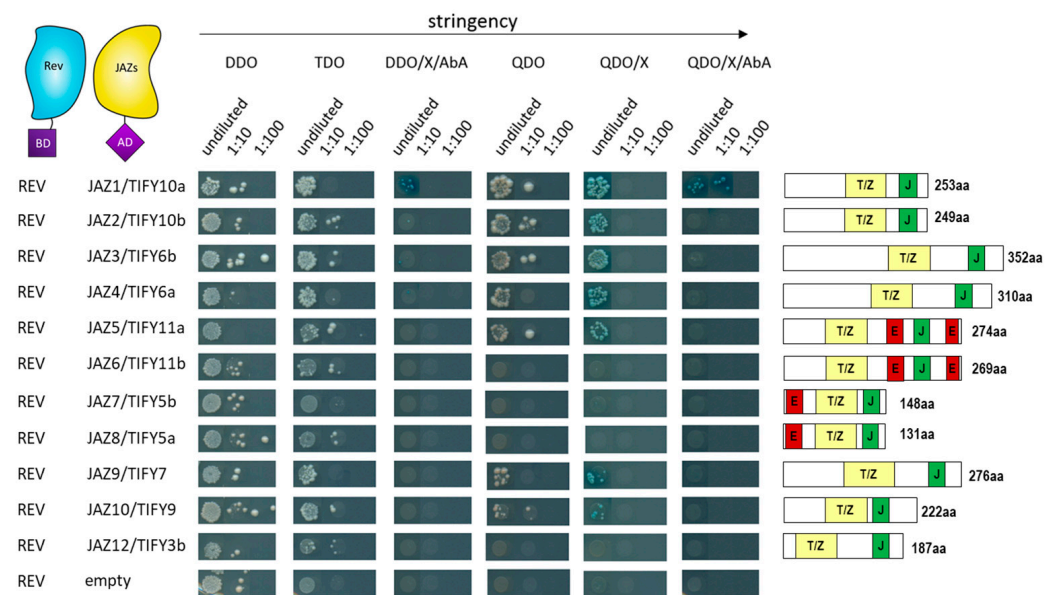 stringency
Rev JAZs
BD AD
DDO TDO DDO/X/AbA QDO QDO/X QDO/X/AbA
undiluted 1:10 1:100 undiluted 1:10 1:100 undiluted 1:10 1:100 undiluted 1:10 1:100 undiluted 1:10 1:100 undiluted 1:10 1:100
REV JAZ1/TIFY10a T/Z J 253aa
REV JAZ2/TIFY10b T/Z J 249aa
REV JAZ3/TIFY6b T/Z J 352aa
REV JAZ4/TIFY6a T/Z J 310aa
REV JAZ5/TIFY11a T/Z E J E 274aa
REV JAZ6/TIFY11b T/Z E J E 269aa
REV JAZ7/TIFY5b E T/Z J 148aa
REV JAZ8/TIFY5a E T/Z J 131aa
REV JAZ9/TIFY7 T/Z J 276aa
REV JAZ10/TIFY9 T/Z J 222aa
REV JAZ12/TIFY3b T/Z J 187aa
REV empty